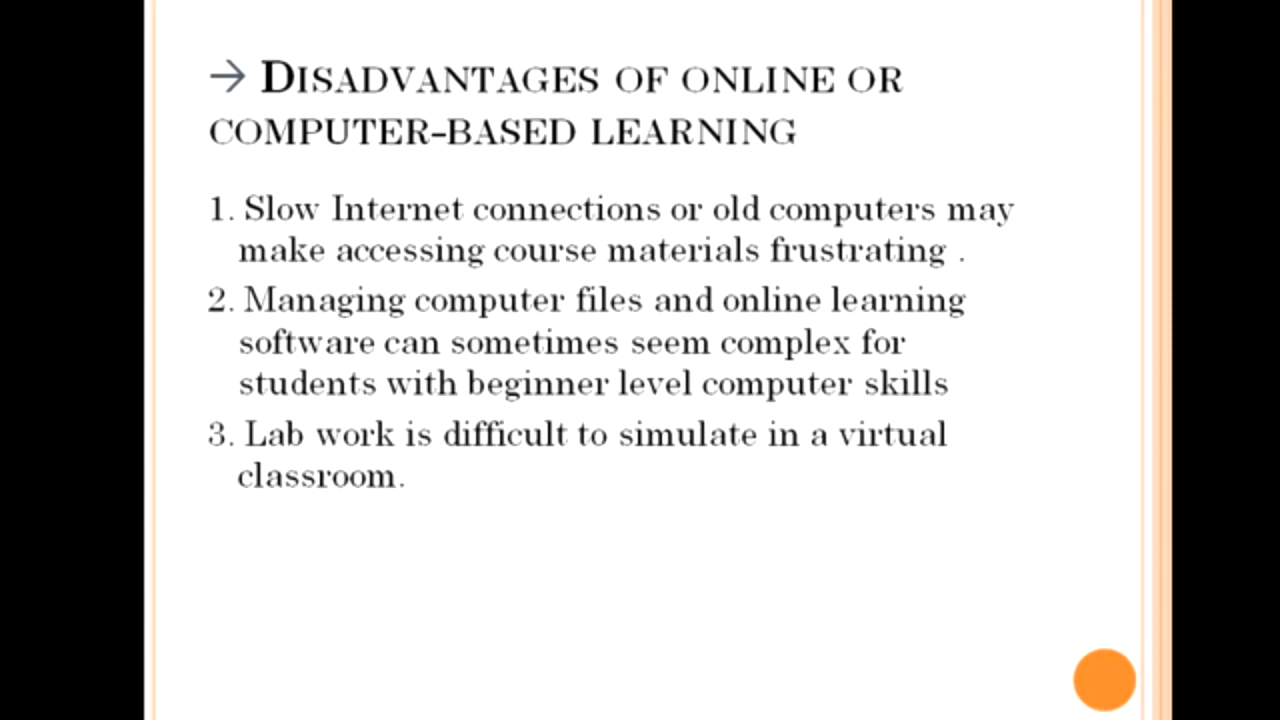 → DISADVANTAGES OF ONLINE OR
COMPUTER-BASED LEARNING
1. Slow Internet connections or old computers may
make accessing course materials frustrating .
2. Managing computer files and online learning
software can sometimes seem complex for
students with beginner level computer skills
3. Lab work is difficult to simulate in a virtual
classroom.